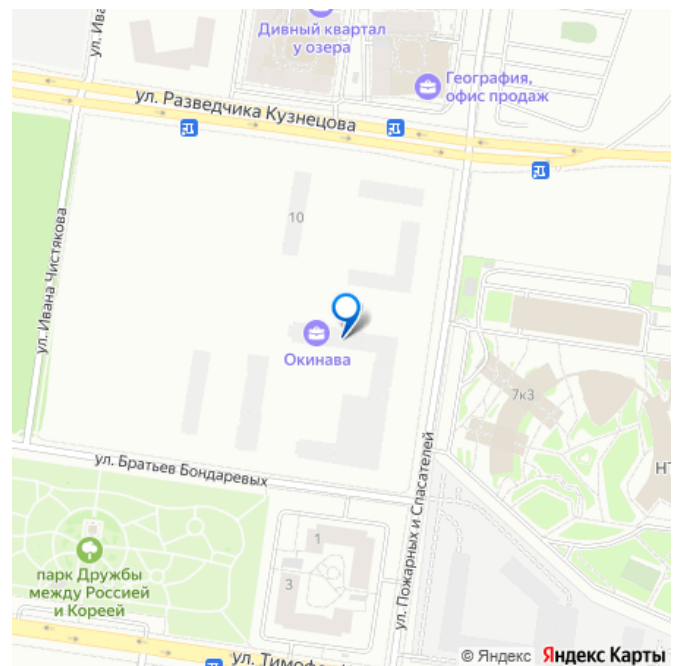 ул. Ива
Дивный квартал
у озера
География,
офис продаж
ул. Разведчика Кузнецова
10
ул. Ивана Чистякова
Окинава
7к3
НТ
ул. Братьев Бондаревых
ул. Пожарных и Спасателей
1
3
парк Дружбы
между Россией
и Кореей
ул. Тимофе
© Яндекс Яндекс Карты